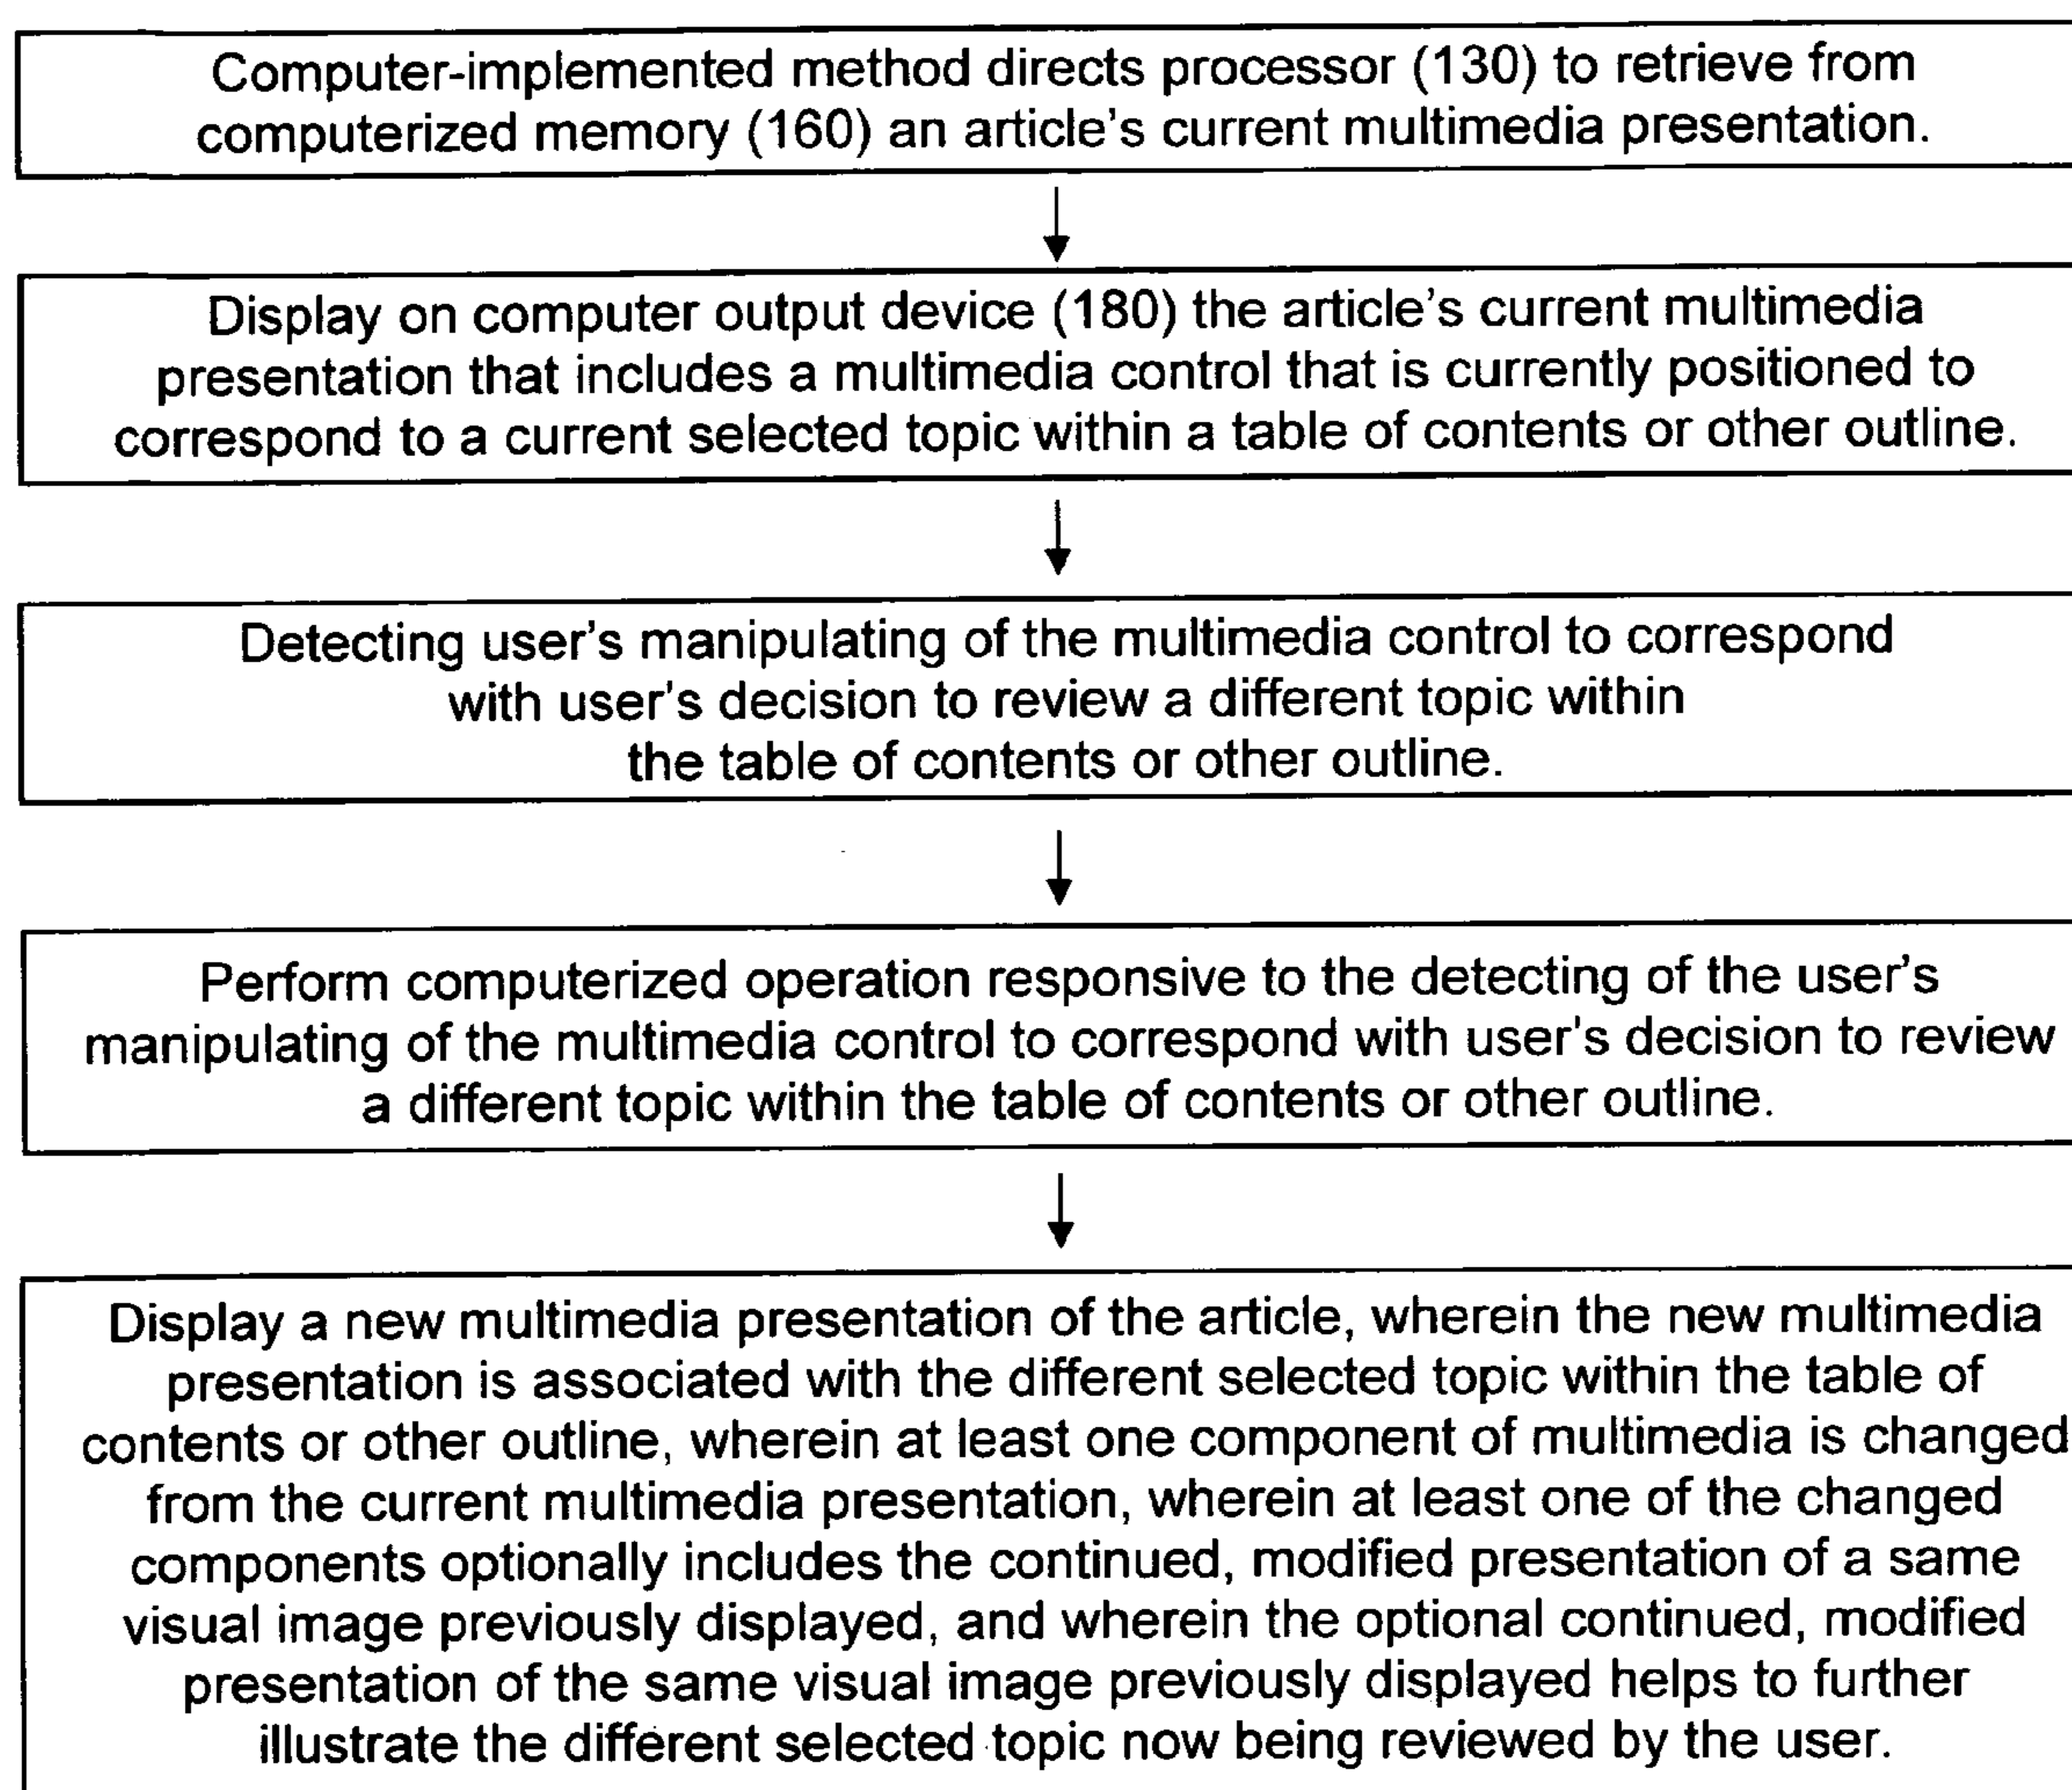 Computer-implemented method directs processor (130) to retrieve from
computerized memory (160) an article's current multimedia presentation.
Display on computer output device (180) the article's current multimedia
presentation that includes a multimedia control that is currently positioned to
correspond to a current selected topic within a table of contents or other outline.
Detecting user's manipulating of the multimedia control to correspond
with user's decision to review a different topic within
the table of contents or other outline.
Perform computerized operation responsive to the detecting of the user's
manipulating of the multimedia control to correspond with user's decision to review
a different topic within the table of contents or other outline.
Display a new multimedia presentation of the article, wherein the new multimedia
presentation is associated with the different selected topic within the table of
contents or other outline, wherein at least one component of multimedia is changed
from the current multimedia presentation, wherein at least one of the changed
components optionally includes the continued, modified presentation of a same
visual image previously displayed, and wherein the optional continued, modified
presentation of the same visual image previously displayed helps to further
illustrate the different selected topic now being reviewed by the user.